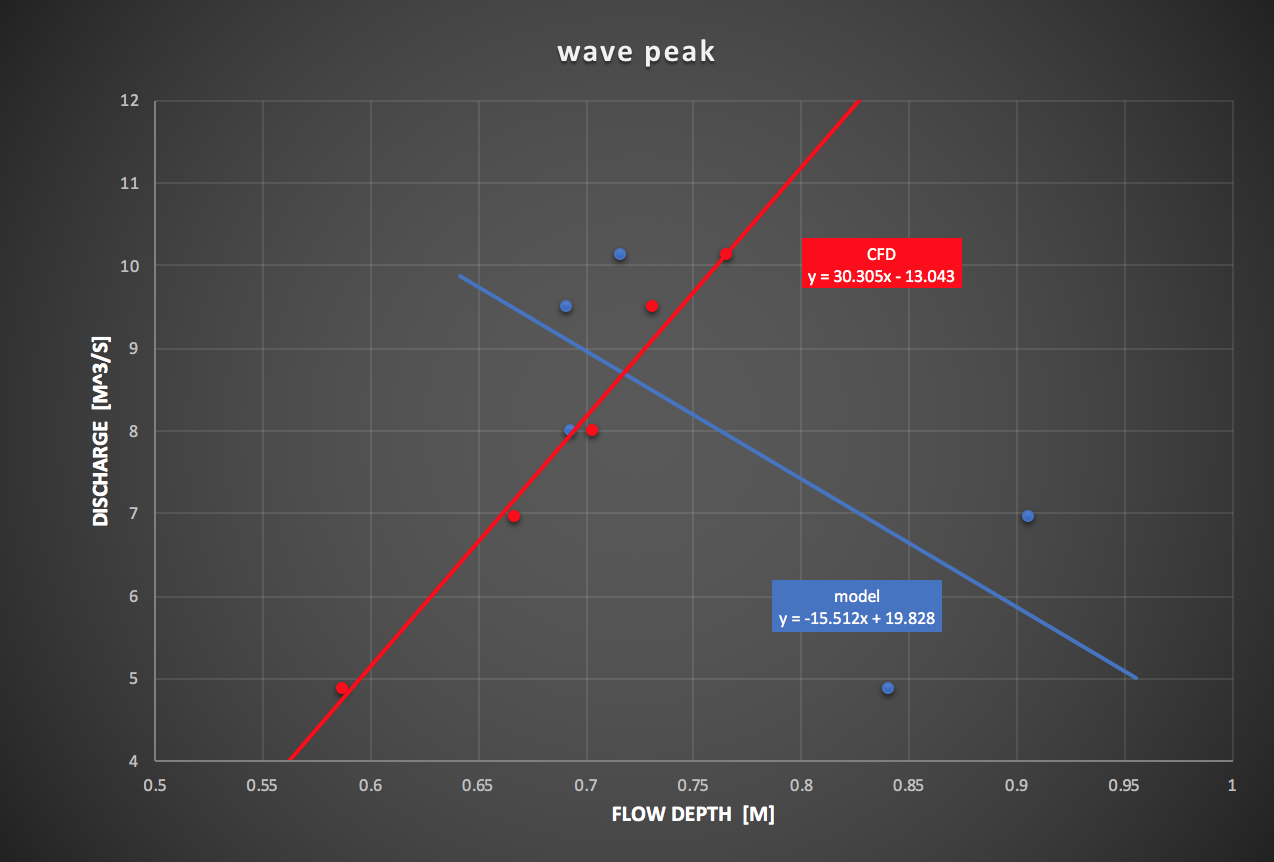 wave peak
12
11
10
9
8
7
6
5
4
DISCHARGE [M^3/S]
CFD
y = 30.305x - 13.043
model
y = -15.512x + 19.828
0.5 0.55 0.6 0.65 0.7 0.75 0.8 0.85 0.9 0.95 1
FLOW DEPTH [M]